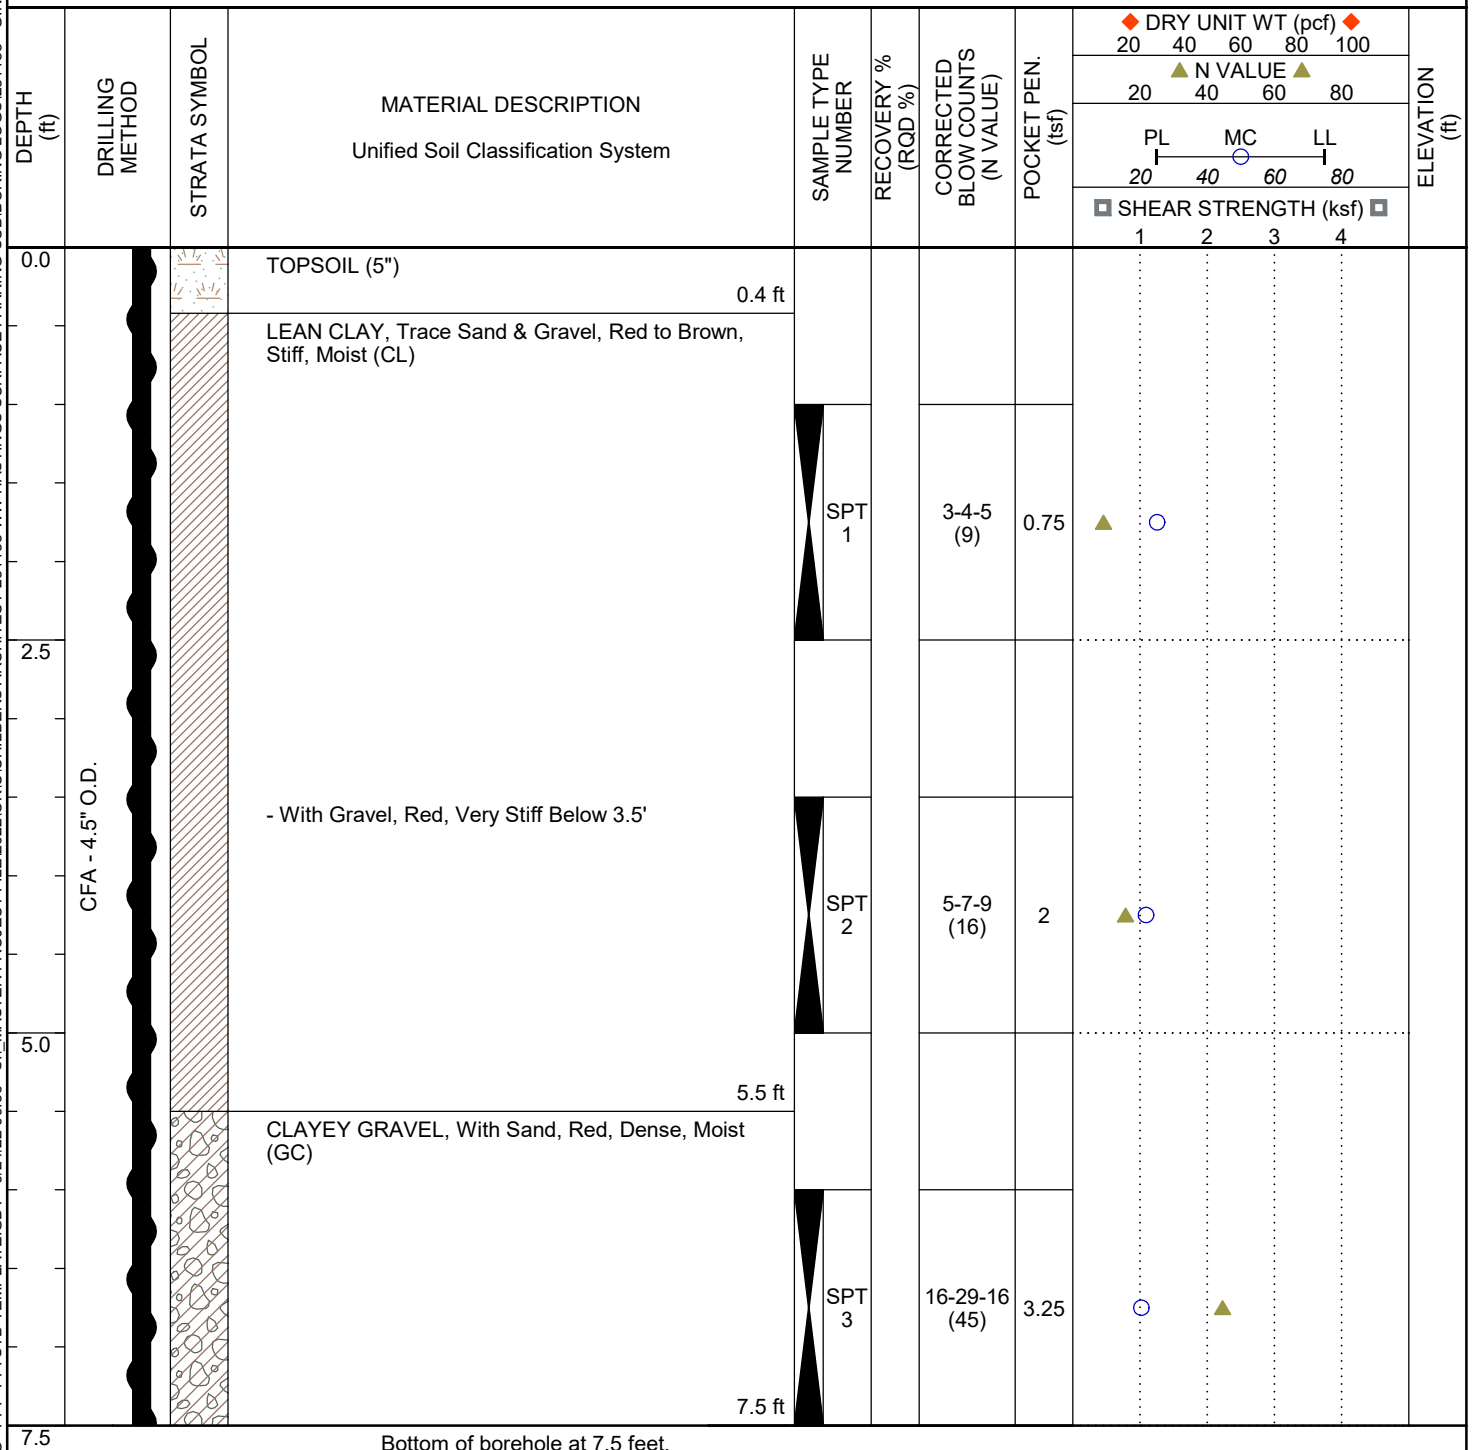 DEPTH
(ft)
DRILLING
METHOD
STRATA SYMBOL
MATERIAL DESCRIPTION
Unified Soil Classification System
SAMPLE TYPE
NUMBER
RECOVERY %
(RQD %)
CORRECTED
BLOW COUNTS
(N VALUE)
POCKET PEN.
(tsf)
DRY UNIT WT (pcf)
20 40 60 80 100
N VALUE
20 40 60 80
PL MC LL
20 40 60 80
SHEAR STRENGTH (ksf)
1 2 3 4
ELEVATION
(ft)
0.0
TOPSOIL (5")
0.4 ft
LEAN CLAY, Trace Sand & Gravel, Red to Brown,
Stiff, Moist (CL)
SPT
1
3-4-5
(9)
0.75
2.5
CFA - 4.5" O.D.
- With Gravel, Red, Very Stiff Below 3.5'
SPT
2
5-7-9
(16)
2
5.0
5.5 ft
CLAYEY GRAVEL, With Sand, Red, Dense, Moist
(GC)
SPT
3
16-29-16
(45)
3.25
7.5 ft
7.5
Bottom of borehole at 7.5 feet.